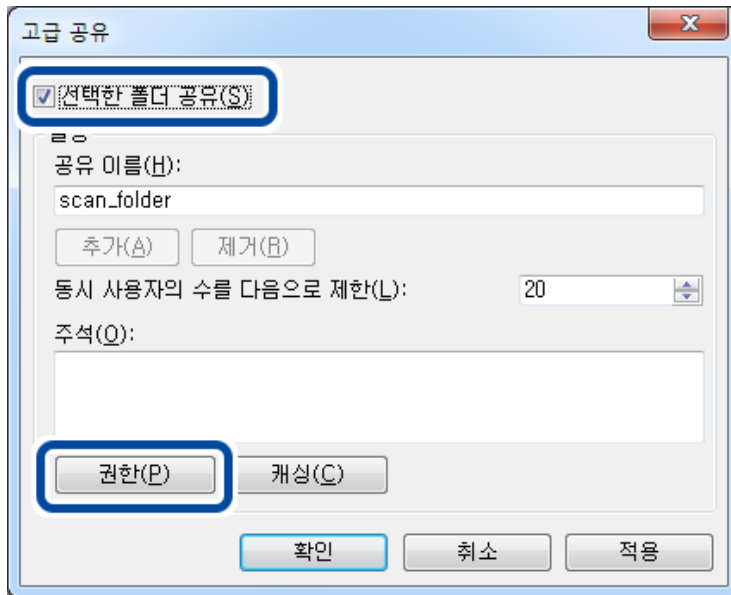 고급 공유
선택한 폴더 공유(S)
설정
공유 이름(H):
scan_folder
추가(A) 제거(R)
동시 사용자의 수를 다음으로 제한(L): 20
주석(O):
권한(P) 캐싱(C)
확인 취소 적용